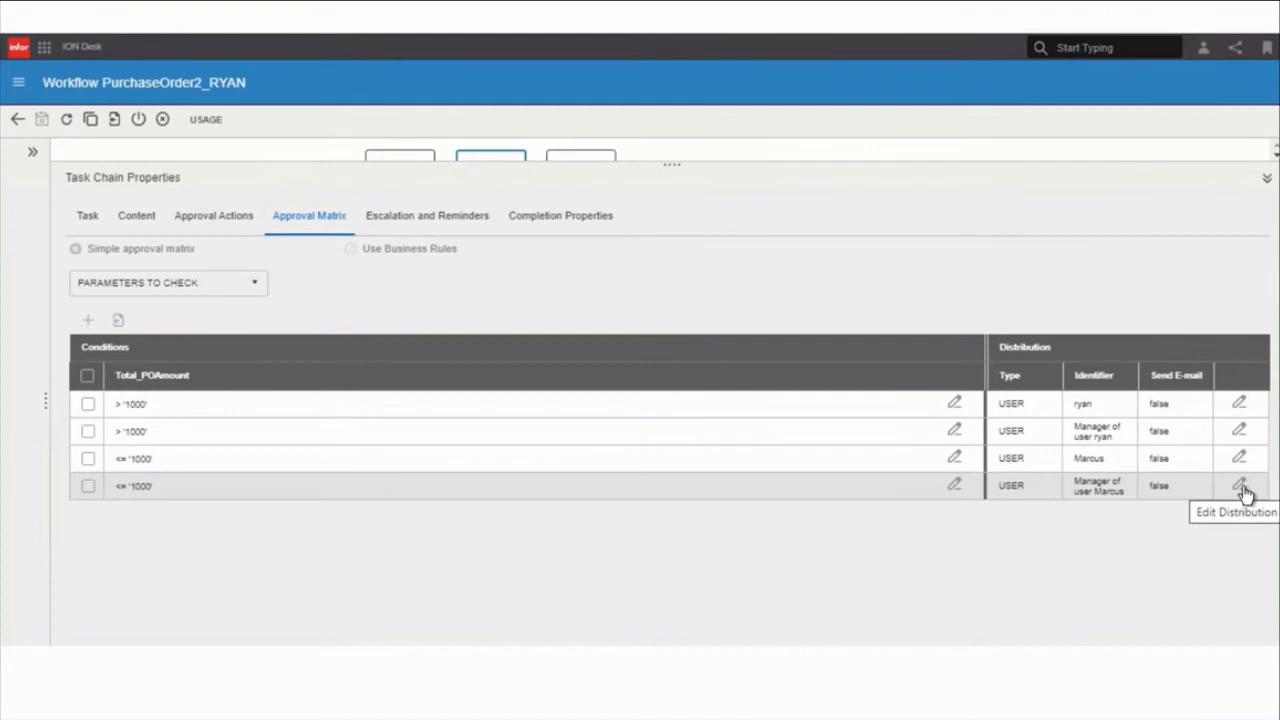 infor ION Desk Start Typing
Workflow PurchaseOrder2_RYAN
USAGE
Task Chain Properties
Task Content Approval Actions Approval Matrix Escalation and Reminders Completion Properties
Simple approval matrix Use Business Rules
PARAMETERS TO CHECK
Conditions Distribution
Total_POAmount Type Identifier Send E-mail
> '1000' USER ryan false
> '1000' USER Manager of user ryan false
<= '1000' USER Marcus false
<= '1000' USER Manager of user Marcus false
Edit Distribution